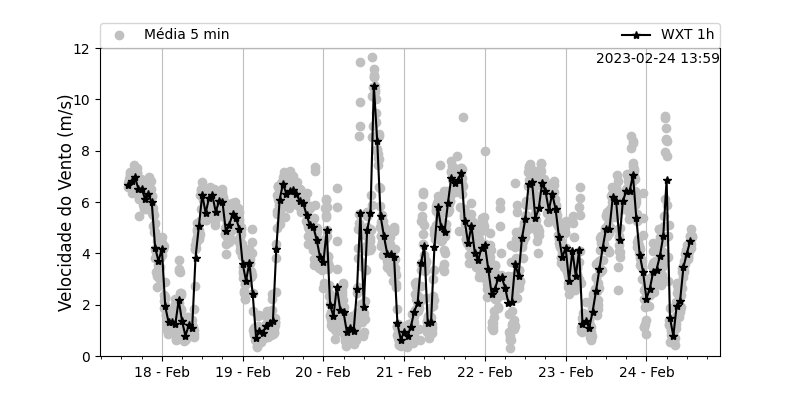 Média 5 min
WXT 1h
2023-02-24 13:59
Velocidade do Vento (m/s)
12
10
8
6
4
2
0
18 - Feb
19 - Feb
20 - Feb
21 - Feb
22 - Feb
23 - Feb
24 - Feb